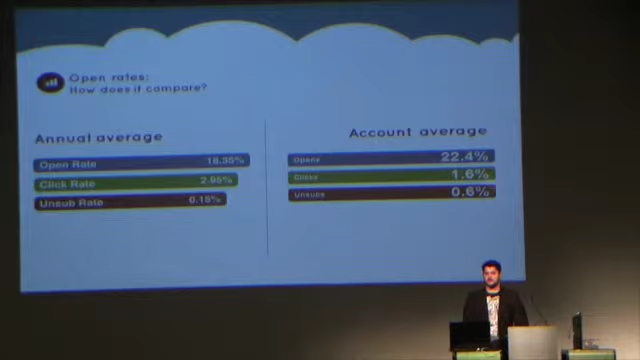 Open rates:
How does it compare?
Annual average
Open Rate 18.35%
Click Rate 2.95%
Unsub Rate 0.15%
Account average
Opens 22.4%
Clicks 1.6%
Unsubs 0.6%